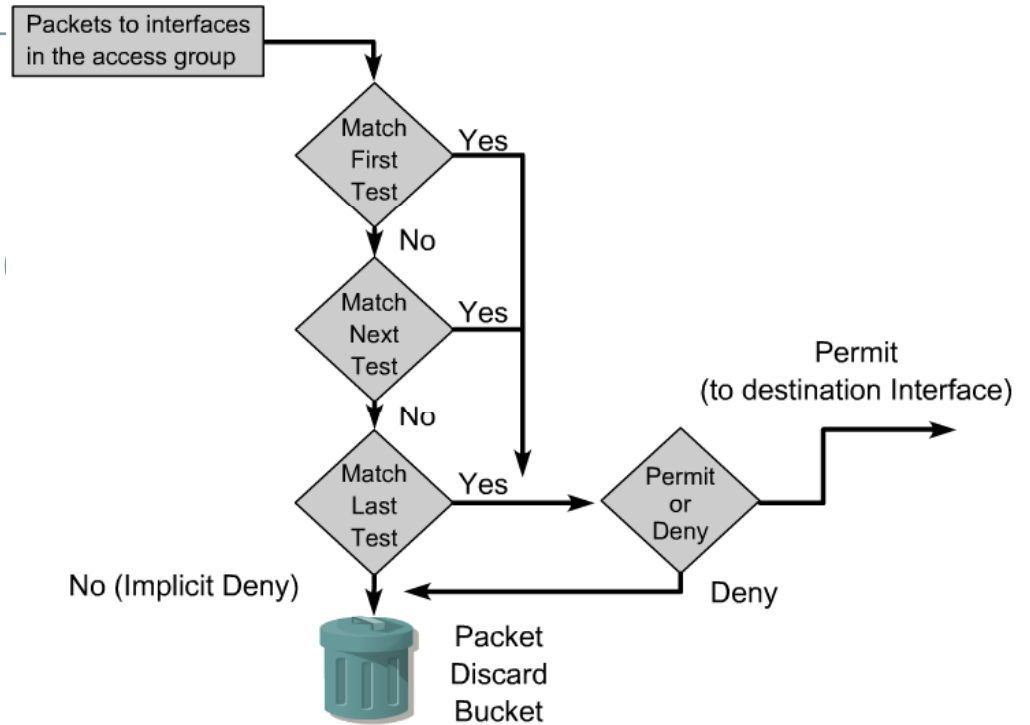 Packets to interfaces
in the access group
Match
First
Test
Yes
No
Match
Next
Test
Yes
No
Match
Last
Test
Yes
Permit
or
Deny
Permit
(to destination Interface)
No (Implicit Deny)
Deny
Packet
Discard
Bucket